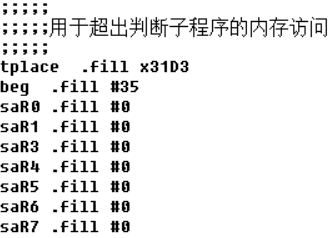 ;;;;;
;;;;;用于超出判断子程序的内存访问
;;;;;
tplace .fill x31D3
beg .fill #35
saR0 .fill #0
saR1 .fill #0
saR3 .fill #0
saR4 .fill #0
saR5 .fill #0
saR6 .fill #0
saR7 .fill #0